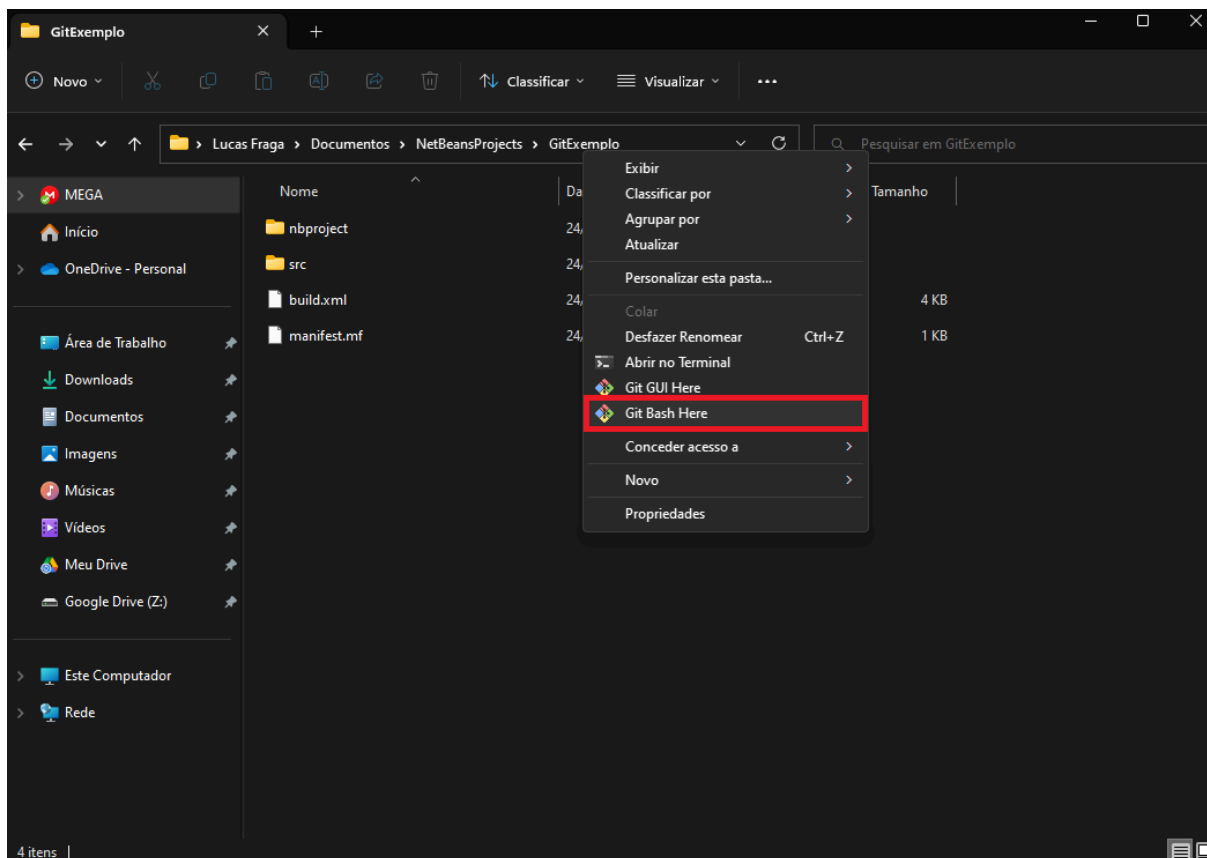 GitExemplo
Novo
Classificar
Visualizar
Lucas Fraga > Documentos > NetBeansProjects > GitExemplo
Pesquisar em GitExemplo
MEGA
Início
OneDrive - Personal
Área de Trabalho
Downloads
Documentos
Imagens
Músicas
Vídeos
Meu Drive
Google Drive (Z:)
Este Computador
Rede
Nome
Da
Tamanho
nbproject
24/
src
24/
build.xml
24/
4 KB
manifest.mf
24/
1 KB
Exibir
Classificar por
Agrupar por
Atualizar
Personalizar esta pasta...
Colar
Desfazer Renomear Ctrl+Z
Abrir no Terminal
Git GUI Here
Git Bash Here
Conceder acesso a
Novo
Propriedades
4 itens